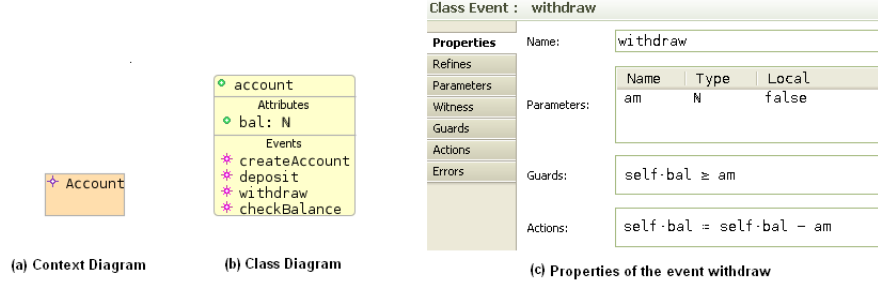 Account
(a) Context Diagram
account
Attributes
bal: ℕ
Events
createAccount
deposit
withdraw
checkBalance
(b) Class Diagram
Class Event : withdraw
Properties
Refines
Parameters
Witness
Guards
Actions
Errors
Name: withdraw
Parameters:
Name Type Local
am ℕ false
Guards: self·bal ≥ am
Actions: self·bal ≔ self·bal − am
(c) Properties of the event withdraw